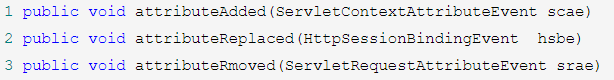 1 public void attributeAdded(ServletContextAttributeEvent scae)
2 public void attributeReplaced(HttpSessionBindingEvent  hsbe)
3 public void attributeRmoved(ServletRequestAttributeEvent srae)